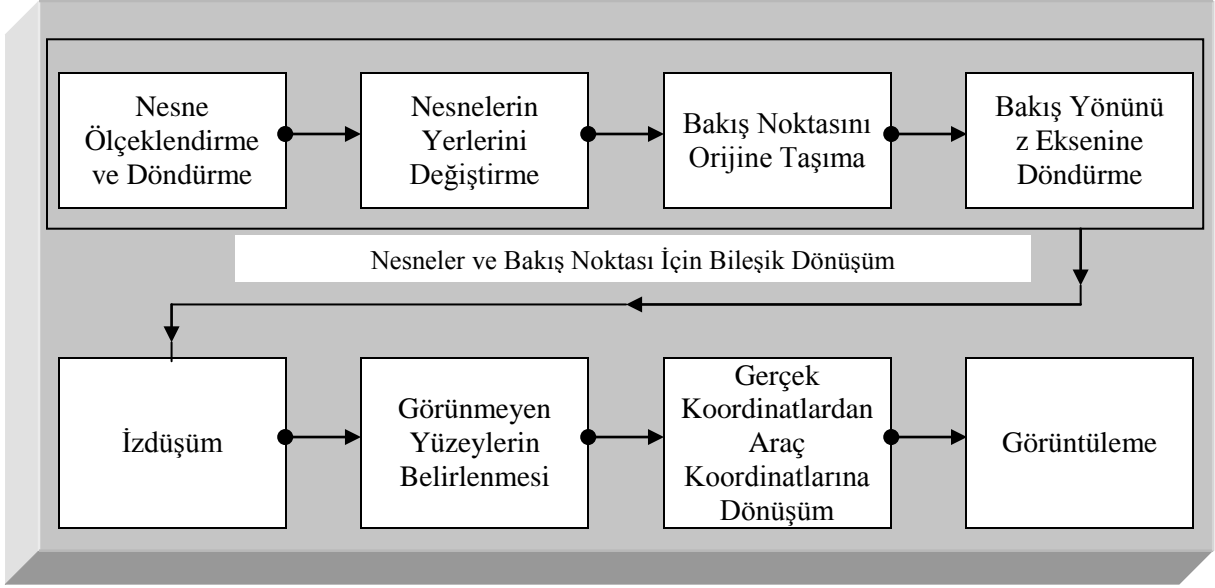 Nesne
Ölçeklendirme
ve Döndürme
Nesnelerin
Yerlerini
Değiştirme
Bakış Noktasını
Orijine Taşıma
Bakış Yönünü
z Eksenine
Döndürme
Nesneler ve Bakış Noktası İçin Bileşik Dönüşüm
İzdüşüm
Görünmeyen
Yüzeylerin
Belirlenmesi
Gerçek
Koordinatlardan
Araç
Koordinatlarına
Dönüşüm
Görüntüleme